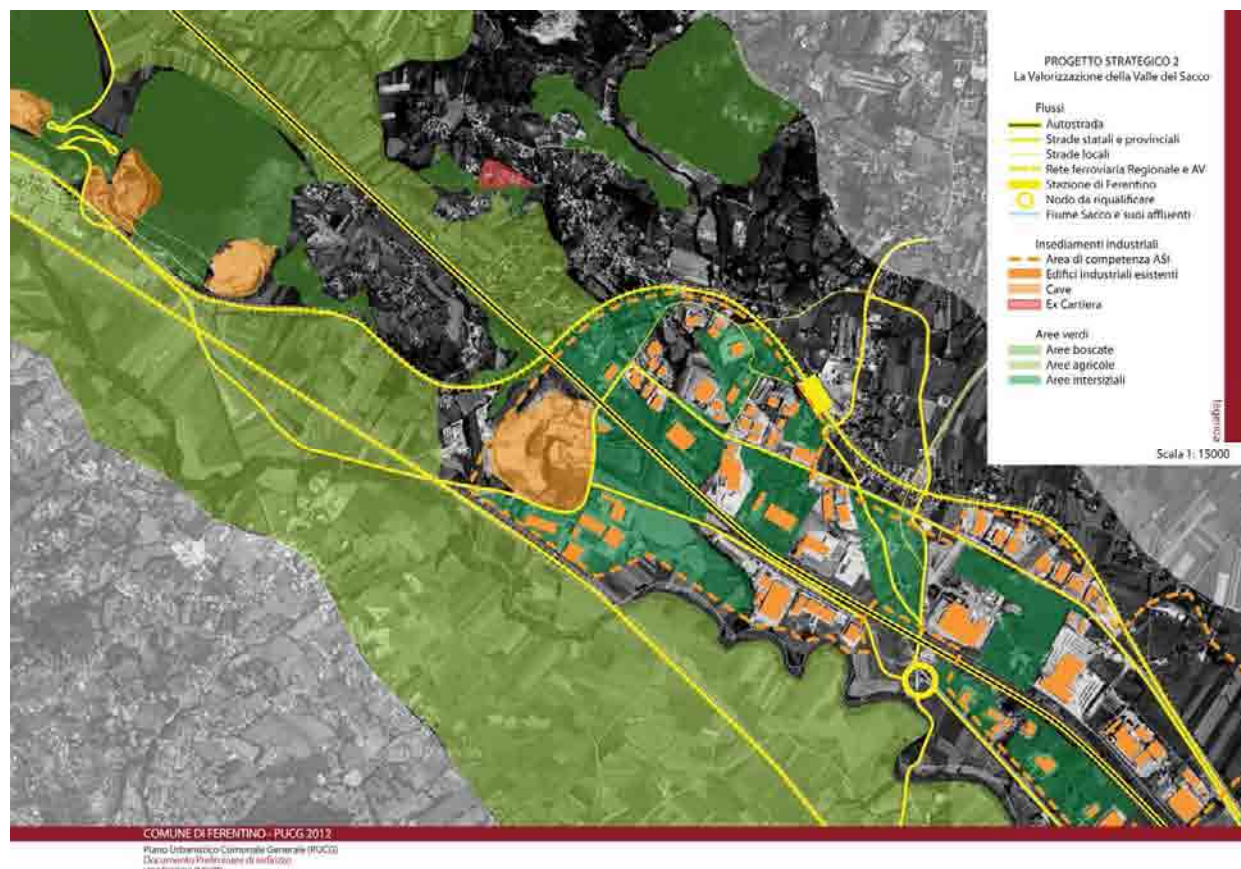 PROGETTO STRATEGICO 2
La Valorizzazione della Valle del Sacco
Flussi
Autostrada
Strade statali e provinciali
Strade locali
Rete ferroviaria Regionale e AV
Stazione di Ferentino
Nodo da riqualificare
Fiume Sacco e suoi affluenti
Insediamenti industriali
Area di competenza ASI
Edifici industriali esistenti
Cave
Ex Cartiera
Aree verdi
Aree boscate
Aree agricole
Aree intersiziali
legenda
Scala 1: 15000
COMUNE DI FERENTINO - PUCG 2012
Piano Urbanistico Comunale Generale (PUCG)
Documento Preliminare di Indirizzo